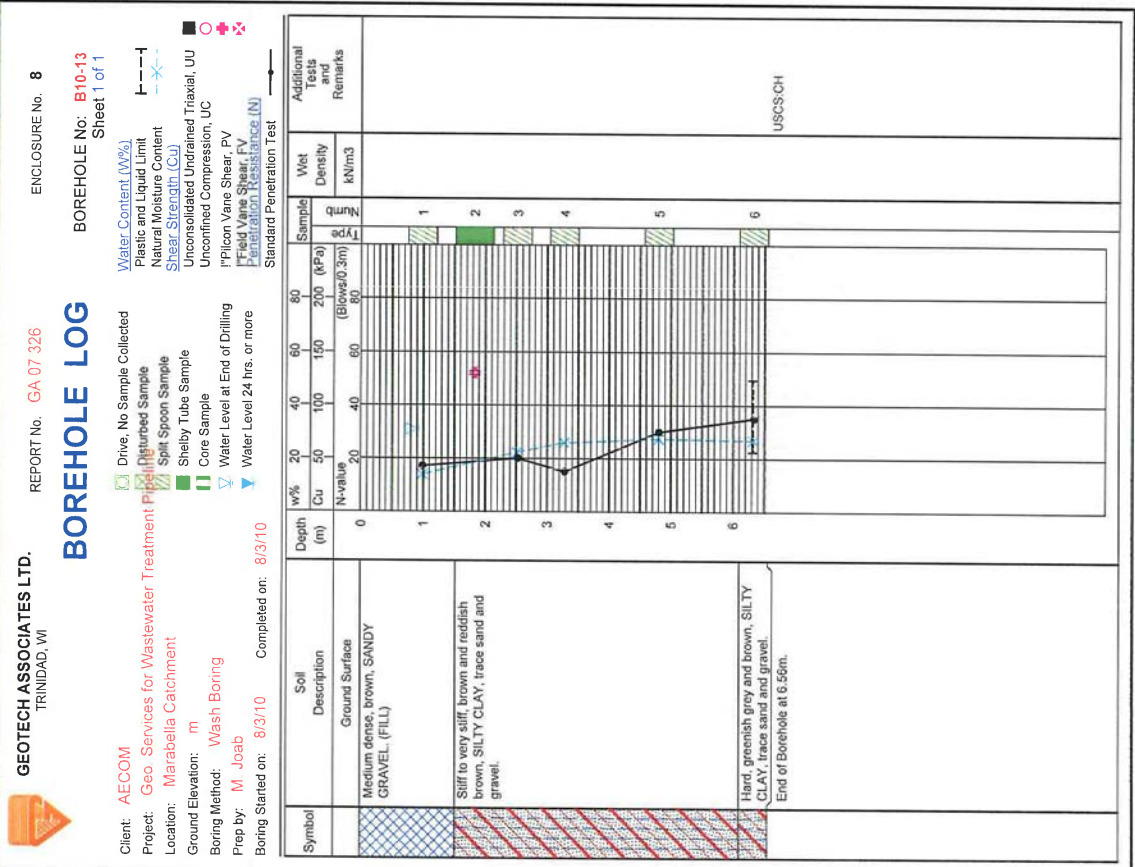 GEOTECH ASSOCIATES LTD.
TRINIDAD, WI
REPORT No. GA 07 326
ENCLOSURE No. 8
BOREHOLE LOG
BOREHOLE No: B10-13
Sheet 1 of 1
Client: AECOM
Project: Geo. Services for Wastewater Treatment Pipeline
Location: Marabella Catchment
Ground Elevation: m
Boring Method: Wash Boring
Prep by: M. Joab
Boring Started on: 8/3/10 Completed on: 8/3/10
Drive, No Sample Collected
Disturbed Sample
Split Spoon Sample
Shelby Tube Sample
Core Sample
Water Level at End of Drilling
Water Level 24 hrs. or more
Water Content (W%)
Plastic and Liquid Limit
Natural Moisture Content
Shear Strength (Cu)
Unconsolidated Undrained Triaxial, UU
Unconfined Compression, UC
!"Pilcon Vane Shear, PV
!"Field Vane Shear, FV
Penetration Resistance (N)
Standard Penetration Test
Symbol
Soil
Description
Depth
(m)
w% 20 40 60 80
Cu 50 100 150 200 (kPa)
N-value 20 40 60 80 (Blows/0.3m)
Sample
Type
Numb
Wet
Density
kN/m3
Additional
Tests
and
Remarks
Ground Surface
0
Medium dense, brown, SANDY
GRAVEL. (FILL)
1
1
Stiff to very stiff, brown and reddish
brown, SILTY CLAY, trace sand and
gravel.
2
2
3
3
4
4
5
5
6
6
Hard, greenish grey and brown, SILTY
CLAY, trace sand and gravel.
USCS:CH
End of Borehole at 6.56m.